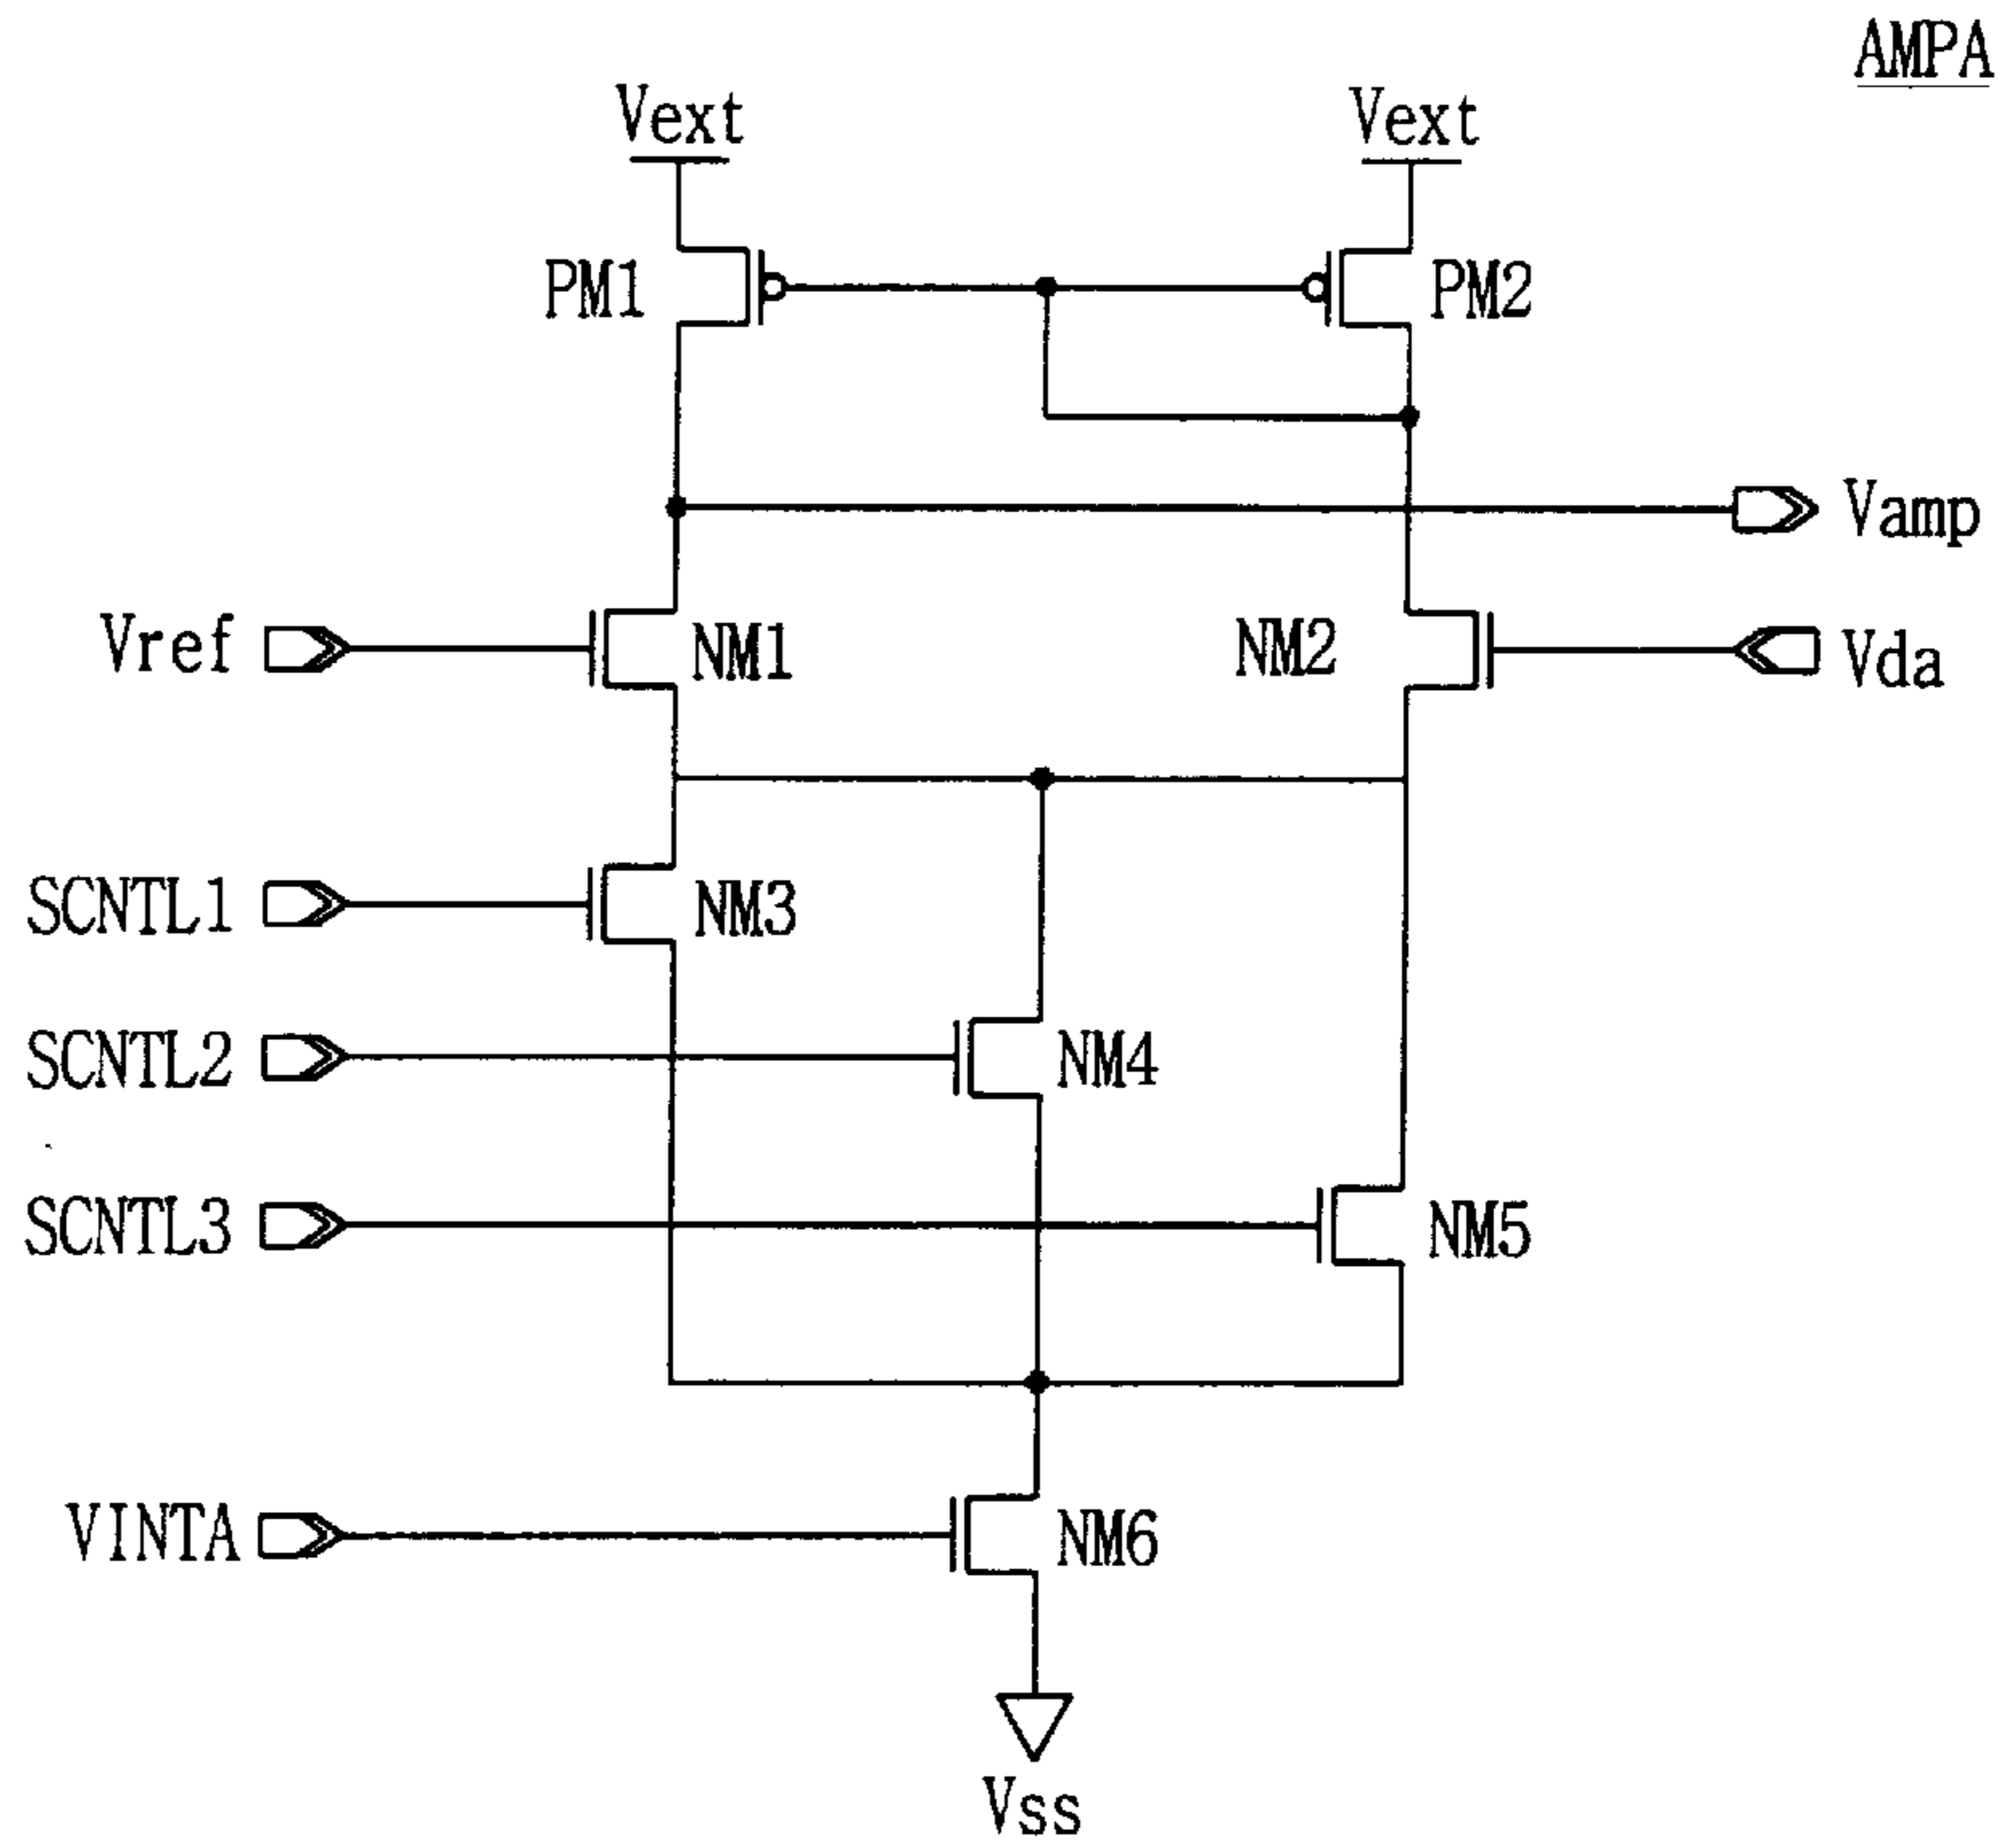 AMPA
Vext
Vext
PM1
PM2
Vamp
Vref
NM1
NM2
Vda
SCNTL1
NM3
SCNTL2
NM4
SCNTL3
NM5
VINTA
NM6
Vss